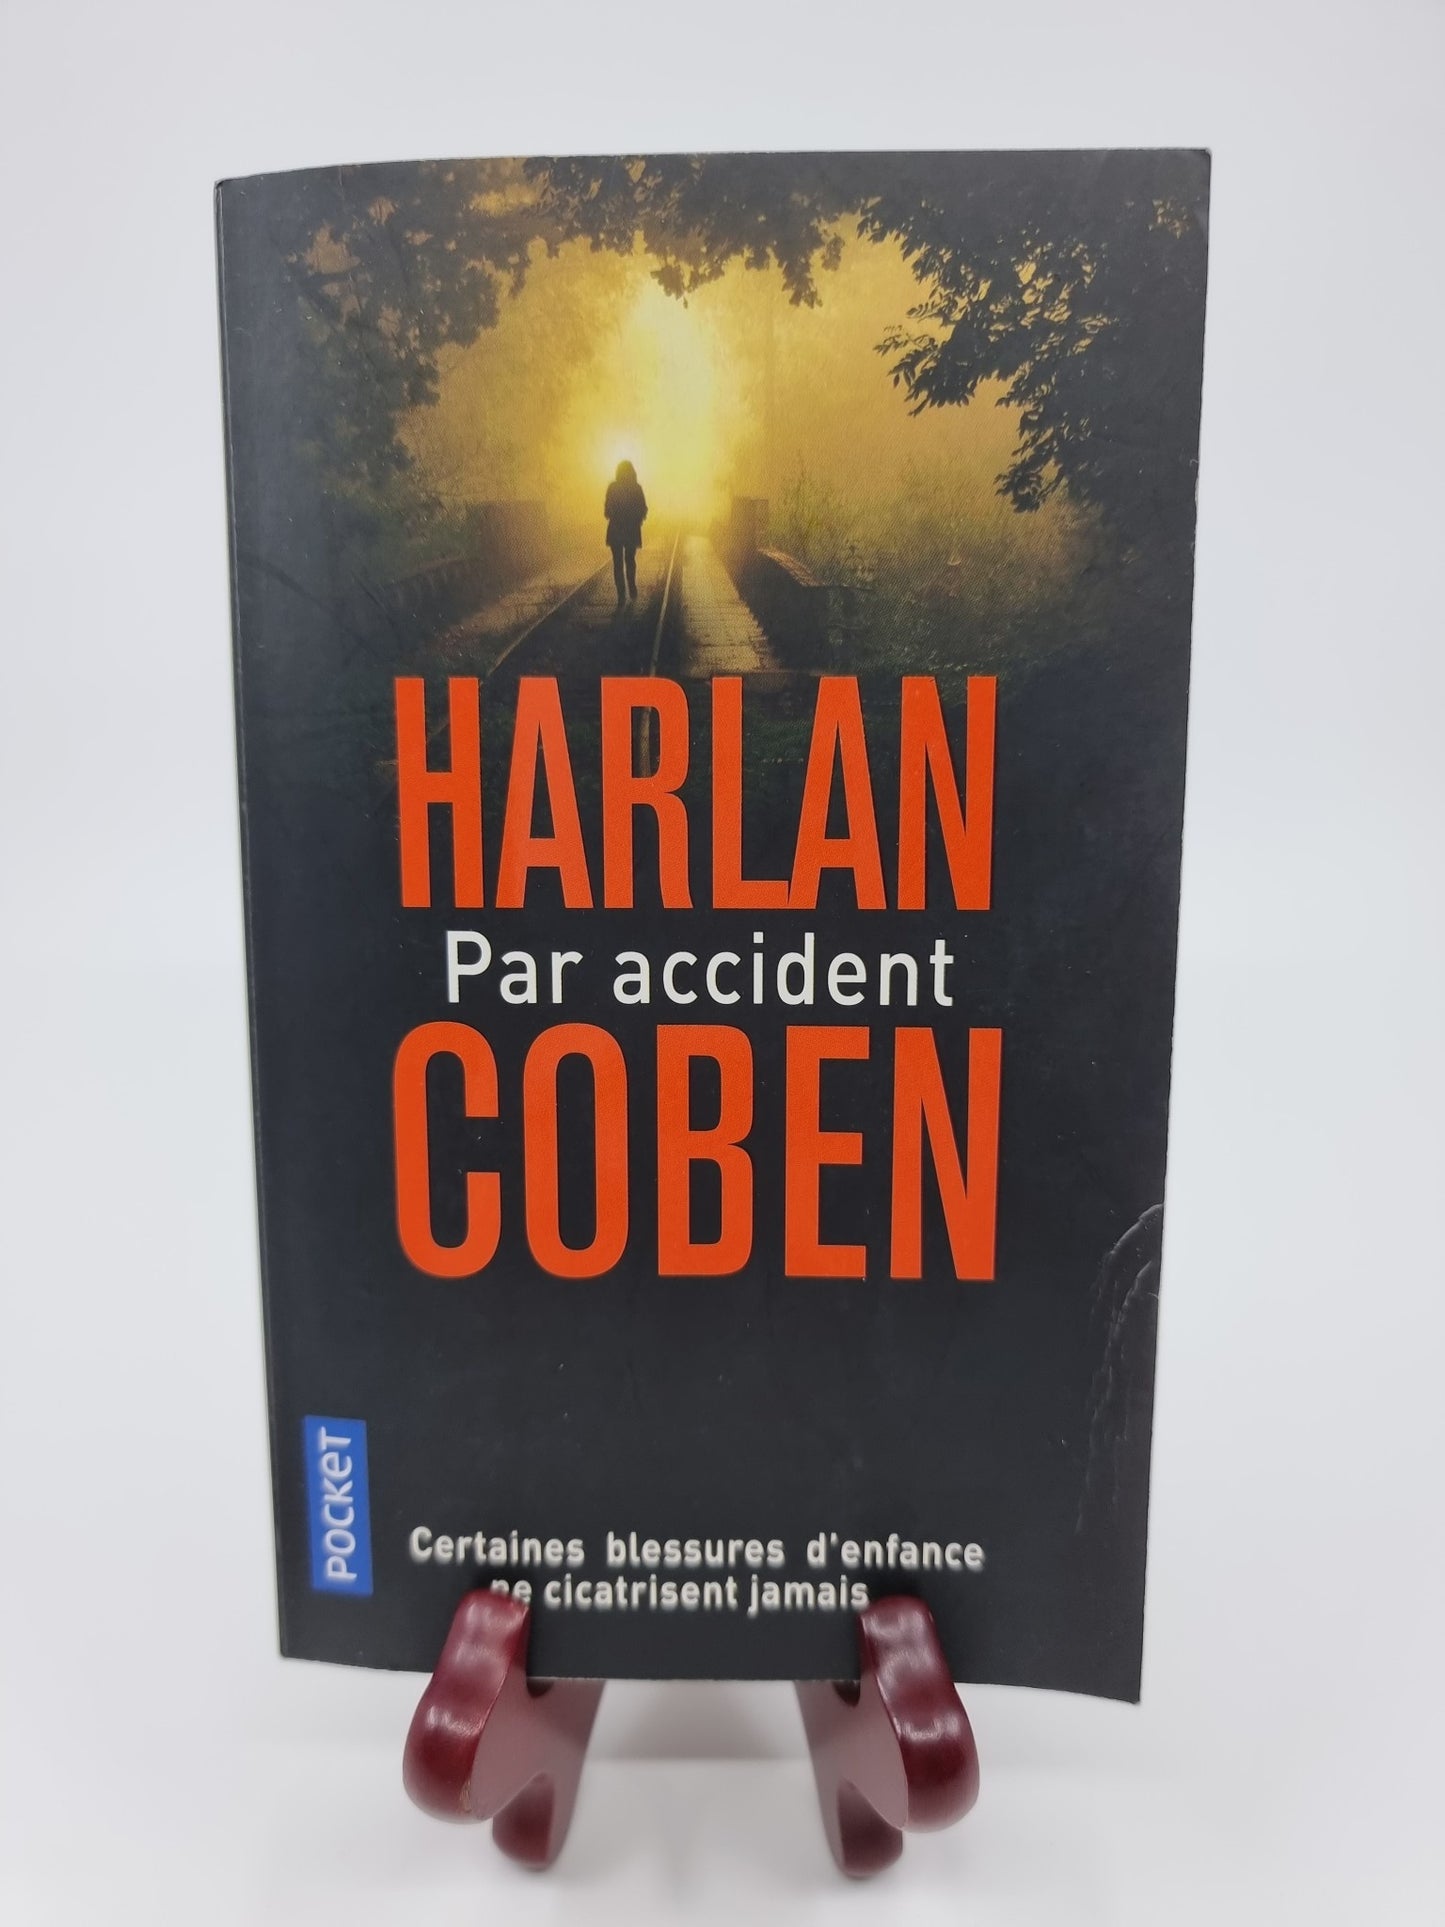 HARLAN
Par accident
COBEN
POCKET
Certaines blessures d'enfance
ne cicatrisent jamais